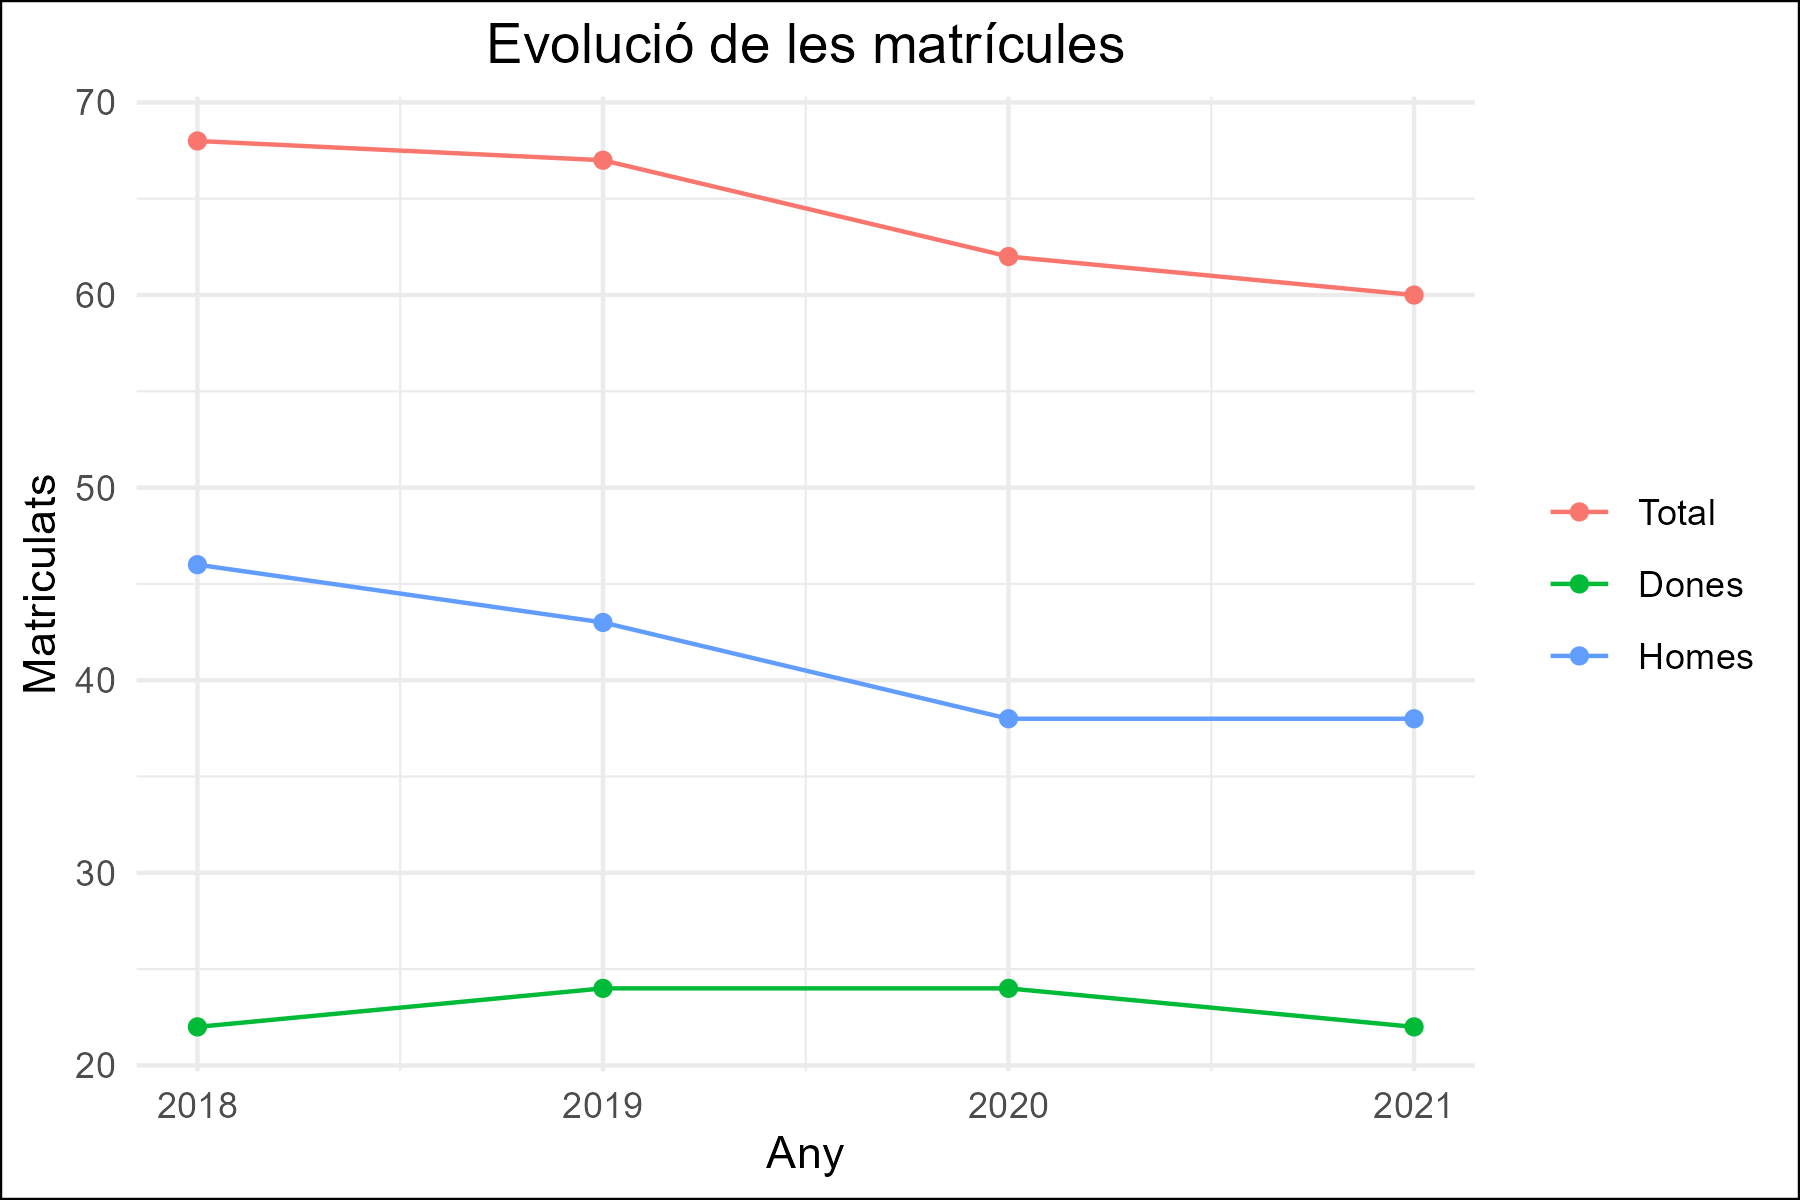 Evolució de les matrícules
70
60
50
40
30
20
Matriculats
2018 2019 2020 2021
Any
Total
Dones
Homes